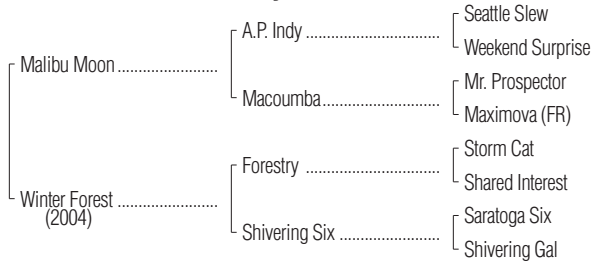 Seattle Slew
A.P. Indy ........................
Weekend Surprise
Malibu Moon ........................
Mr. Prospector
Macoumba........................
Maximova (FR)
Storm Cat
Forestry ........................
Shared Interest
Winter Forest ........................
(2004)
Saratoga Six
Shivering Six ........................
Shivering Gal